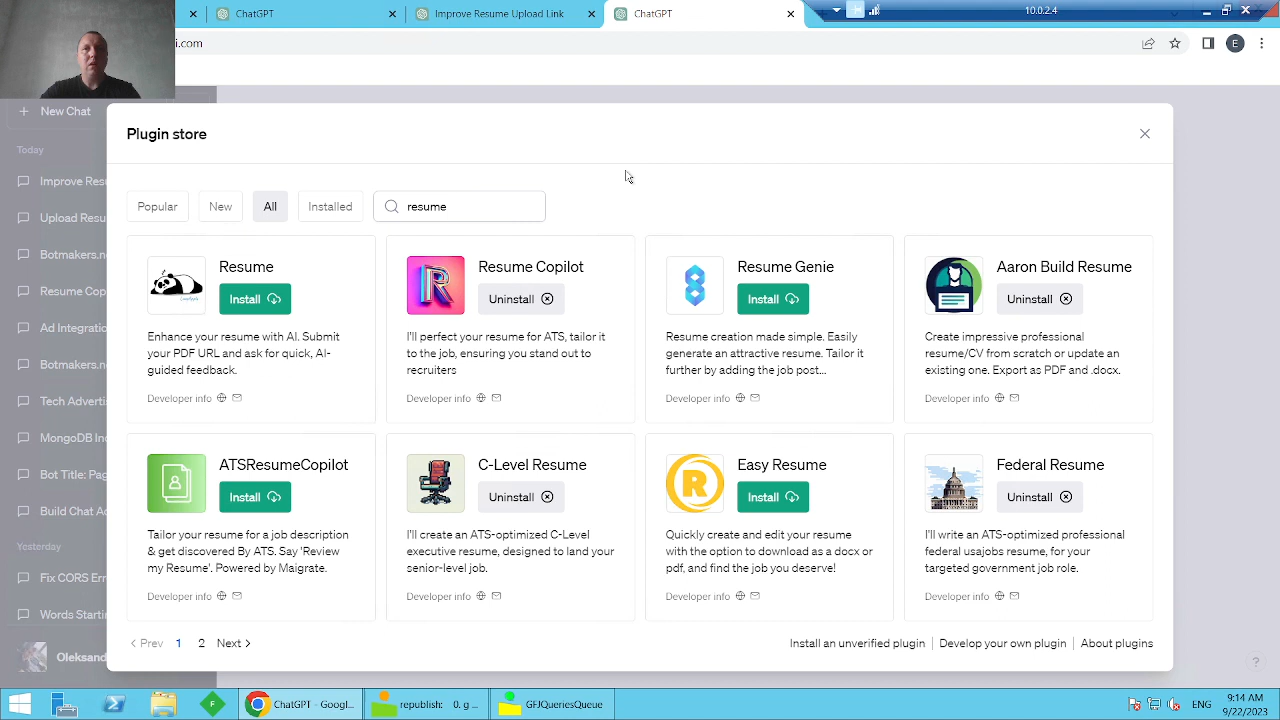 ChatGPT
Improve Resume Upload Link
ChatGPT
10.0.2.4
i.com
E
New Chat
Today
Improve Res
Upload Resu
Botmakers.ne
Resume Cop
Ad Integratio
Botmakers.ne
Tech Adverti
MongoDB Ind
Bot Title: Pag
Build Chat Ac
Yesterday
Fix CORS Err
Words Startin
Oleksand
Plugin store
Popular
New
All
Installed
resume
Resume
Install
Enhance your resume with AI. Submit
your PDF URL and ask for quick, AI-
guided feedback.
Developer info
Resume Copilot
Uninstall
I'll perfect your resume for ATS, tailor it
to the job, ensuring you stand out to
recruiters
Developer info
Resume Genie
Install
Resume creation made simple. Easily
generate an attractive resume. Tailor it
further by adding the job post...
Developer info
Aaron Build Resume
Uninstall
Create impressive professional
resume/CV from scratch or update an
existing one. Export as PDF and .docx.
Developer info
ATSResumeCopilot
Install
Tailor your resume for a job description
& get discovered By ATS. Say 'Review
my Resume'. Powered by Maigrate.
Developer info
C-Level Resume
Uninstall
I'll create an ATS-optimized C-Level
executive resume, designed to land your
senior-level job.
Developer info
R
Easy Resume
Install
Quickly create and edit your resume
with the option to download as a docx or
pdf, and find the job you deserve!
Developer info
Federal Resume
Uninstall
I'll write an ATS-optimized professional
federal usajobs resume, for your
targeted government job role.
Developer info
Prev
1
2
Next
Install an unverified plugin
Develop your own plugin
About plugins
?
F
ChatGPT - Googl...
GFJQueriesQueue
ENG
9:14 AM
9/22/2023